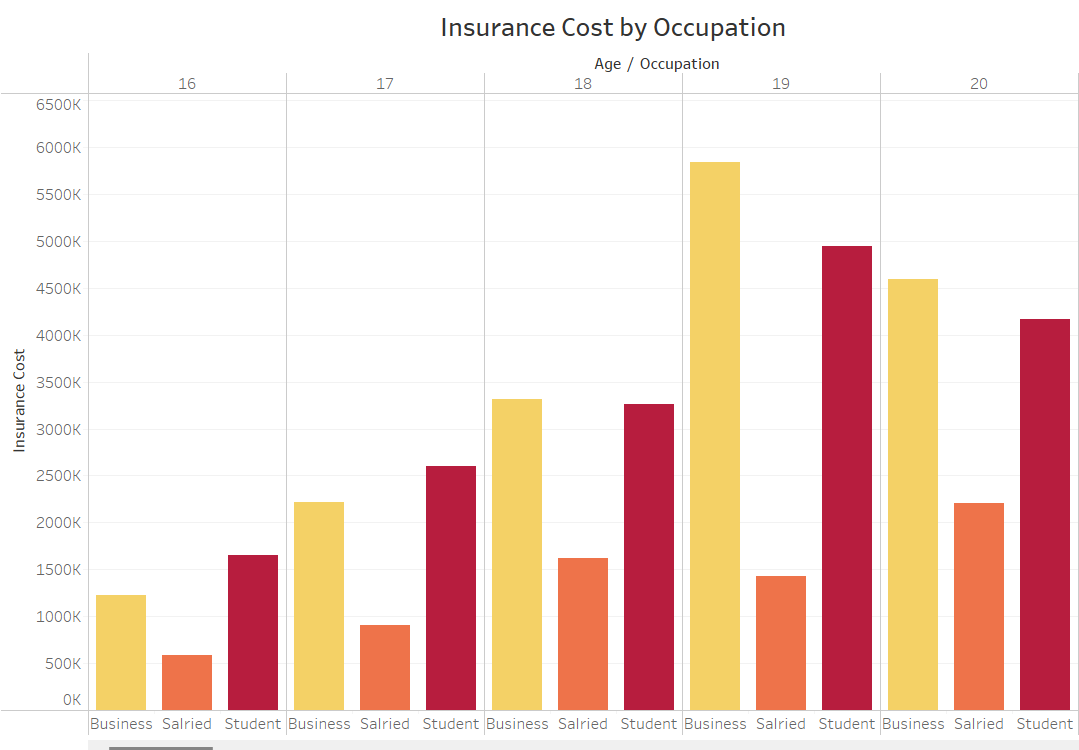 Insurance Cost by Occupation
Age / Occupation
16 17 18 19 20
6500K
6000K
5500K
5000K
4500K
4000K
3500K
3000K
2500K
2000K
1500K
1000K
500K
0K
Insurance Cost
Business Salried Student Business Salried Student Business Salried Student Business Salried Student Business Salried Student